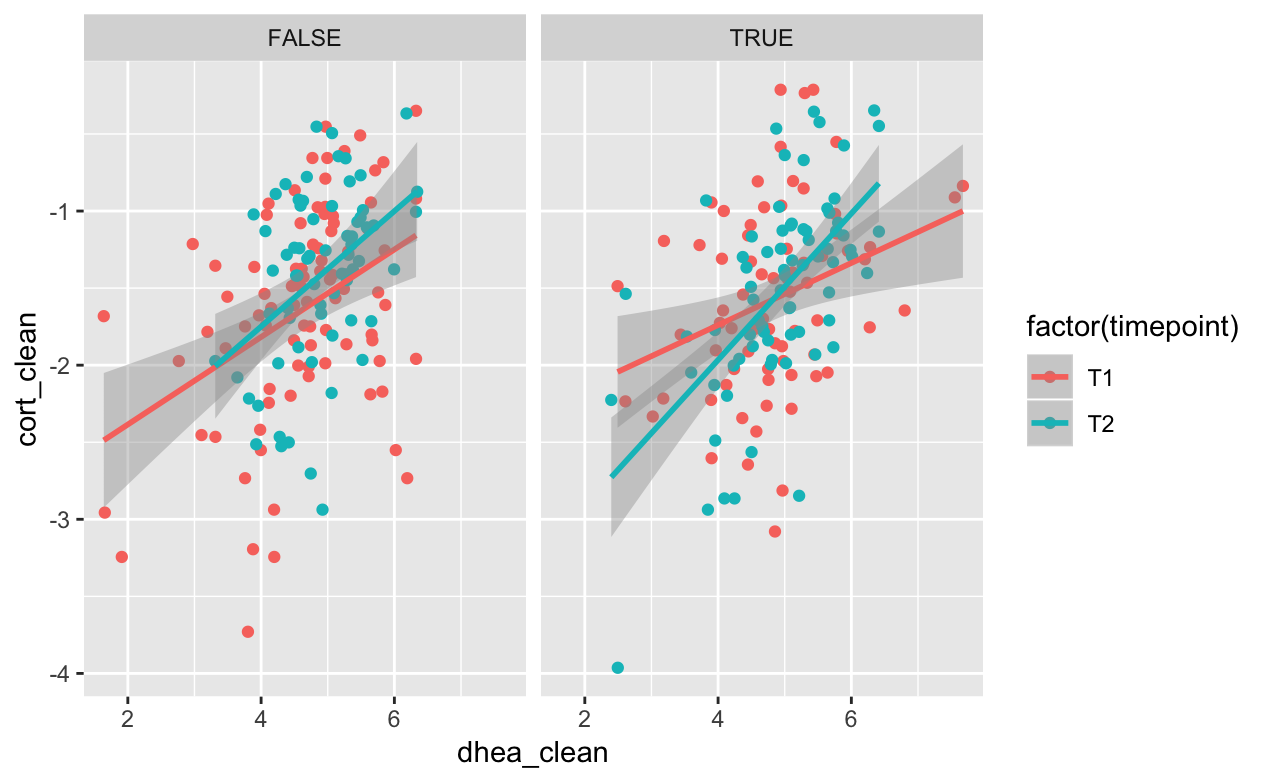 FALSE
TRUE
-1
-2
-3
-4
cort_clean
2
4
6
2
4
6
dhea_clean
factor(timepoint)
T1
T2